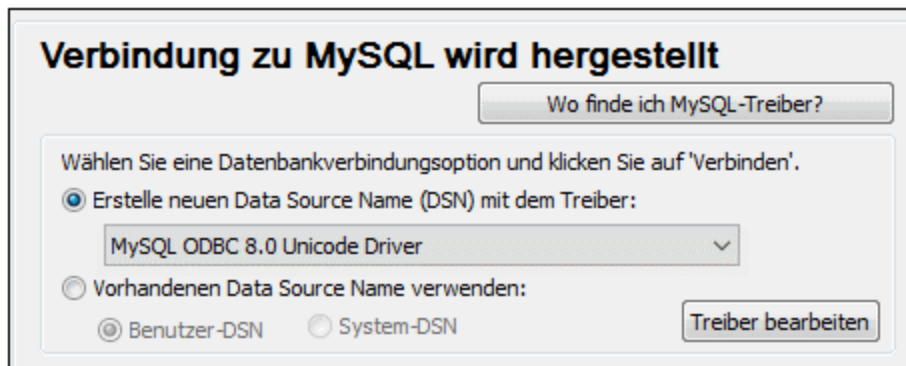 Verbindung zu MySQL wird hergestellt
Wo finde ich MySQL-Treiber?
Wählen Sie eine Datenbankverbindungsoption und klicken Sie auf 'Verbinden'.
Erstelle neuen Data Source Name (DSN) mit dem Treiber:
MySQL ODBC 8.0 Unicode Driver
Vorhandenen Data Source Name verwenden:
Benutzer-DSN System-DSN Treiber bearbeiten